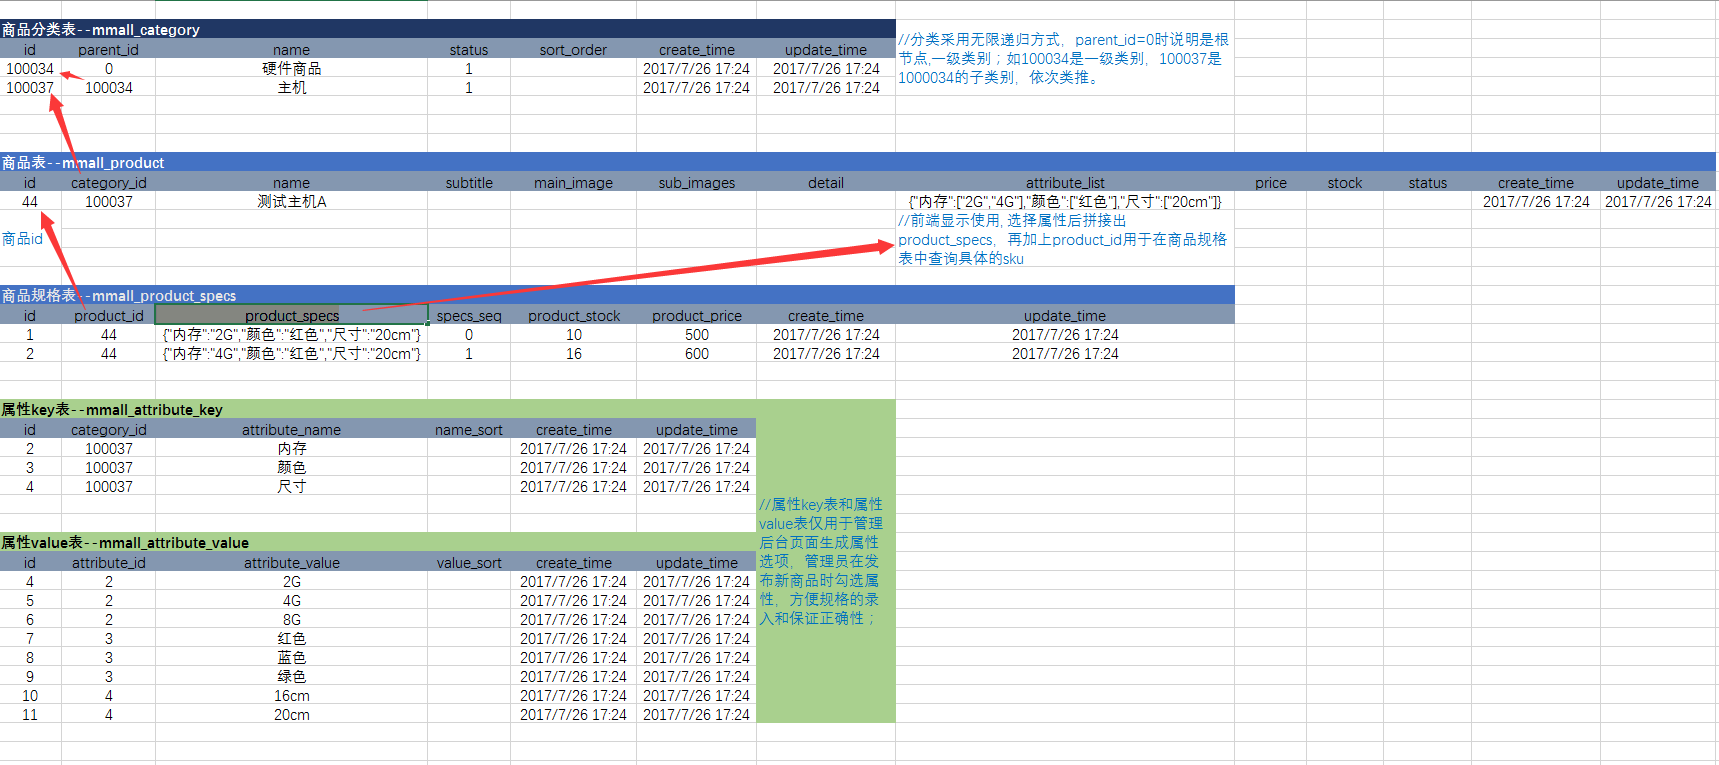 商品分类表--mmall_category
id parent_id name status sort_order create_time update_time
100034 0 硬件商品 1 2017/7/26 17:24 2017/7/26 17:24
100037 100034 主机 1 2017/7/26 17:24 2017/7/26 17:24
//分类采用无限递归方式，parent_id=0时说明是根
节点,一级类别；如100034是一级类别，100037是
1000034的子类别，依次类推。
商品表--mmall_product
id category_id name subtitle main_image sub_images detail attribute_list price stock status create_time update_time
44 100037 测试主机A {"内存":["2G","4G"],"颜色":["红色"],"尺寸":["20cm"]} 2017/7/26 17:24 2017/7/26 17:24
商品id
//前端显示使用, 选择属性后拼接出
product_specs，再加上product_id用于在商品规格
表中查询具体的sku
商品规格表--mmall_product_specs
id product_id product_specs specs_seq product_stock product_price create_time update_time
1 44 {"内存":"2G","颜色":"红色","尺寸":"20cm"} 0 10 500 2017/7/26 17:24 2017/7/26 17:24
2 44 {"内存":"4G","颜色":"红色","尺寸":"20cm"} 1 16 600 2017/7/26 17:24 2017/7/26 17:24
属性key表--mmall_attribute_key
id category_id attribute_name name_sort create_time update_time
2 100037 内存 2017/7/26 17:24 2017/7/26 17:24
3 100037 颜色 2017/7/26 17:24 2017/7/26 17:24
4 100037 尺寸 2017/7/26 17:24 2017/7/26 17:24
//属性key表和属性
value表仅用于管理
后台页面生成属性
选项，管理员在发
布新商品时勾选属
性，方便规格的录
入和保证正确性；
属性value表--mmall_attribute_value
id attribute_id attribute_value value_sort create_time update_time
4 2 2G 2017/7/26 17:24 2017/7/26 17:24
5 2 4G 2017/7/26 17:24 2017/7/26 17:24
6 2 8G 2017/7/26 17:24 2017/7/26 17:24
7 3 红色 2017/7/26 17:24 2017/7/26 17:24
8 3 蓝色 2017/7/26 17:24 2017/7/26 17:24
9 3 绿色 2017/7/26 17:24 2017/7/26 17:24
10 4 16cm 2017/7/26 17:24 2017/7/26 17:24
11 4 20cm 2017/7/26 17:24 2017/7/26 17:24